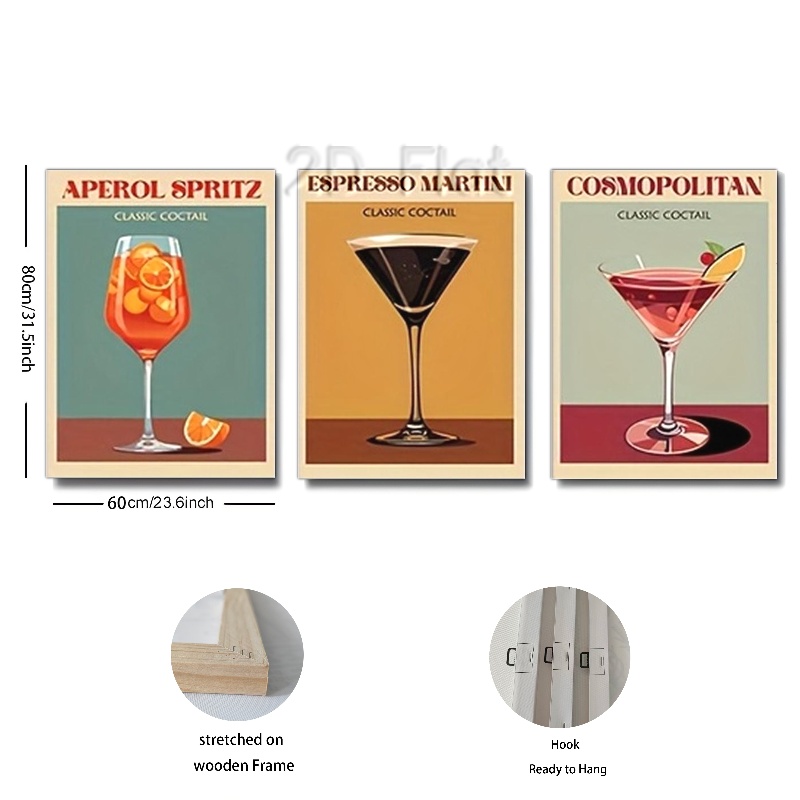 2D Flat
APEROL SPRITZ
CLASSIC COCTAIL
ESPRESSO MARTINI
CLASSIC COCTAIL
COSMOPOLITAN
CLASSIC COCTAIL
80cm/31.5inch
60cm/23.6inch
stretched on
wooden Frame
Hook
Ready to Hang